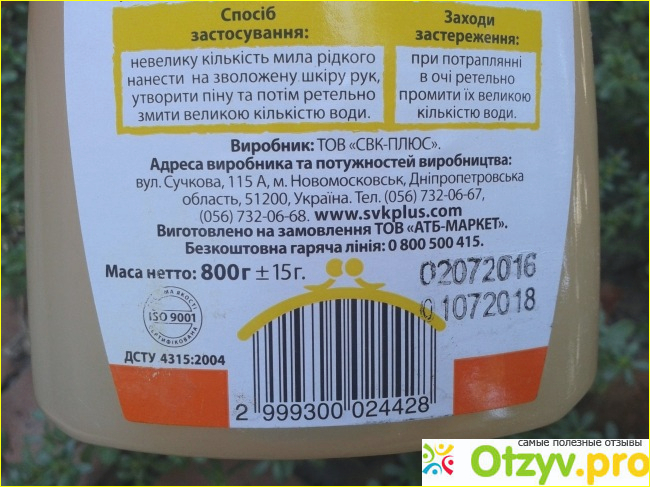 Спосіб
застосування:
невелику кількість мила рідкого
нанести на зволожену шкіру рук,
утворити піну та потім ретельно
змити великою кількістю води.
Заходи
застереження:
при потраплянні
в очі ретельно
промити їх великою
кількістю води.
Виробник: ТОВ «СВК-ПЛЮС».
Адреса виробника та потужностей виробництва:
вул. Сучкова, 115 А, м. Новомосковськ, Дніпропетровська
область, 51200, Україна. Тел. (056) 732-06-67,
(056) 732-06-68. www.svkplus.com
Виготовлено на замовлення ТОВ «АТБ-МАРКЕТ».
Безкоштовна гаряча лінія: 0 800 500 415.
Маса нетто: 800г ±15г.
02072016
01072018
ЯКОСТІ
ISO 9001
СЕРТИФІКОВАНА
ДСТУ 4315:2004
2 999300 024428
самые полезные отзывы
Otzyv.pro